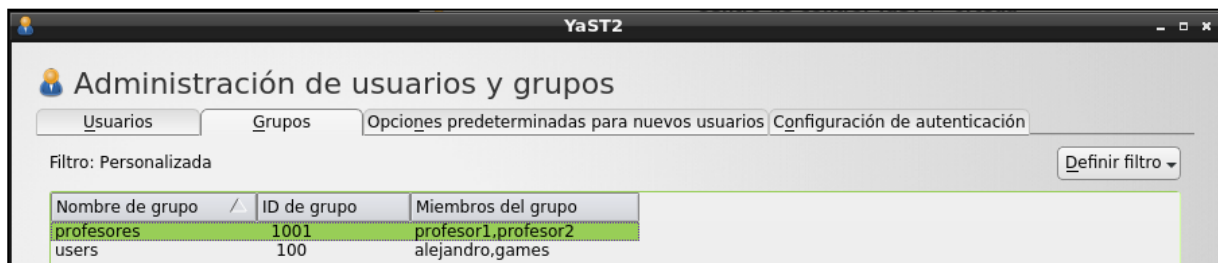 YaST2
Administración de usuarios y grupos
Usuarios Grupos Opciones predeterminadas para nuevos usuarios Configuración de autenticación
Filtro: Personalizada Definir filtro
Nombre de grupo ID de grupo Miembros del grupo
profesores 1001 profesor1,profesor2
users 100 alejandro,games